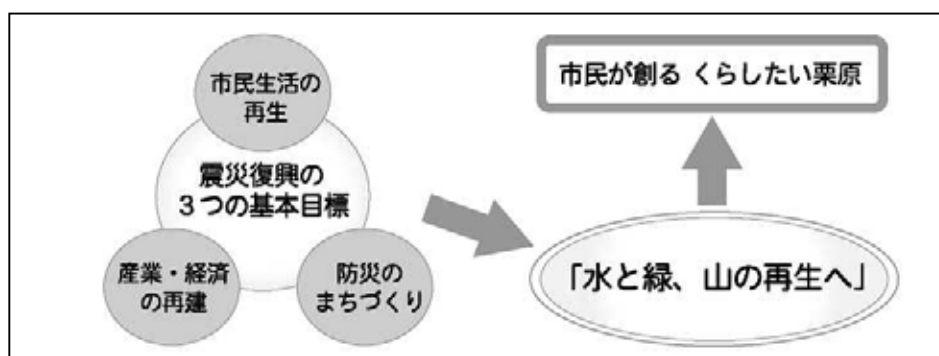 市民生活の
再生
震災復興の
３つの基本目標
産業・経済
の再建
防災の
まちづくり
「水と緑、山の再生へ」
市民が創る くらしたい栗原